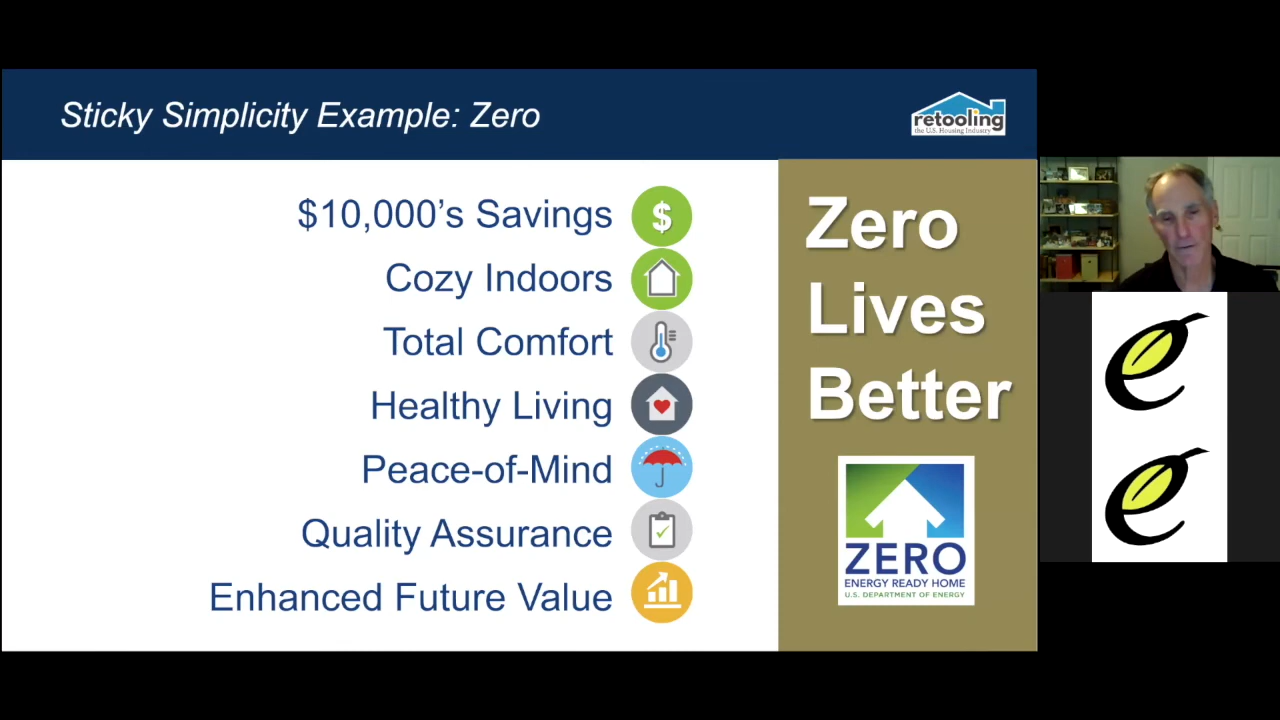 Sticky Simplicity Example: Zero
retooling
the U.S. Housing Industry
$10,000’s Savings
$
Cozy Indoors
Total Comfort
Healthy Living
Peace-of-Mind
Quality Assurance
Enhanced Future Value
Zero
Lives
Better
ZERO
ENERGY READY HOME
U.S. DEPARTMENT OF ENERGY
e
e